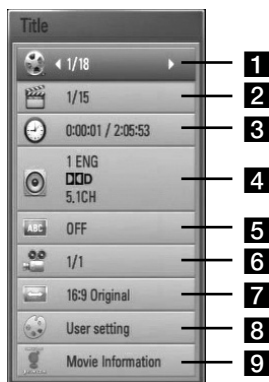 Title
1/18 1
1/15 2
0:00:01 / 2:05:53 3
1 ENG
DD D 4
5.1CH
ABC OFF 5
1/1 6
16:9 Original 7
User setting 8
Movie Information 9